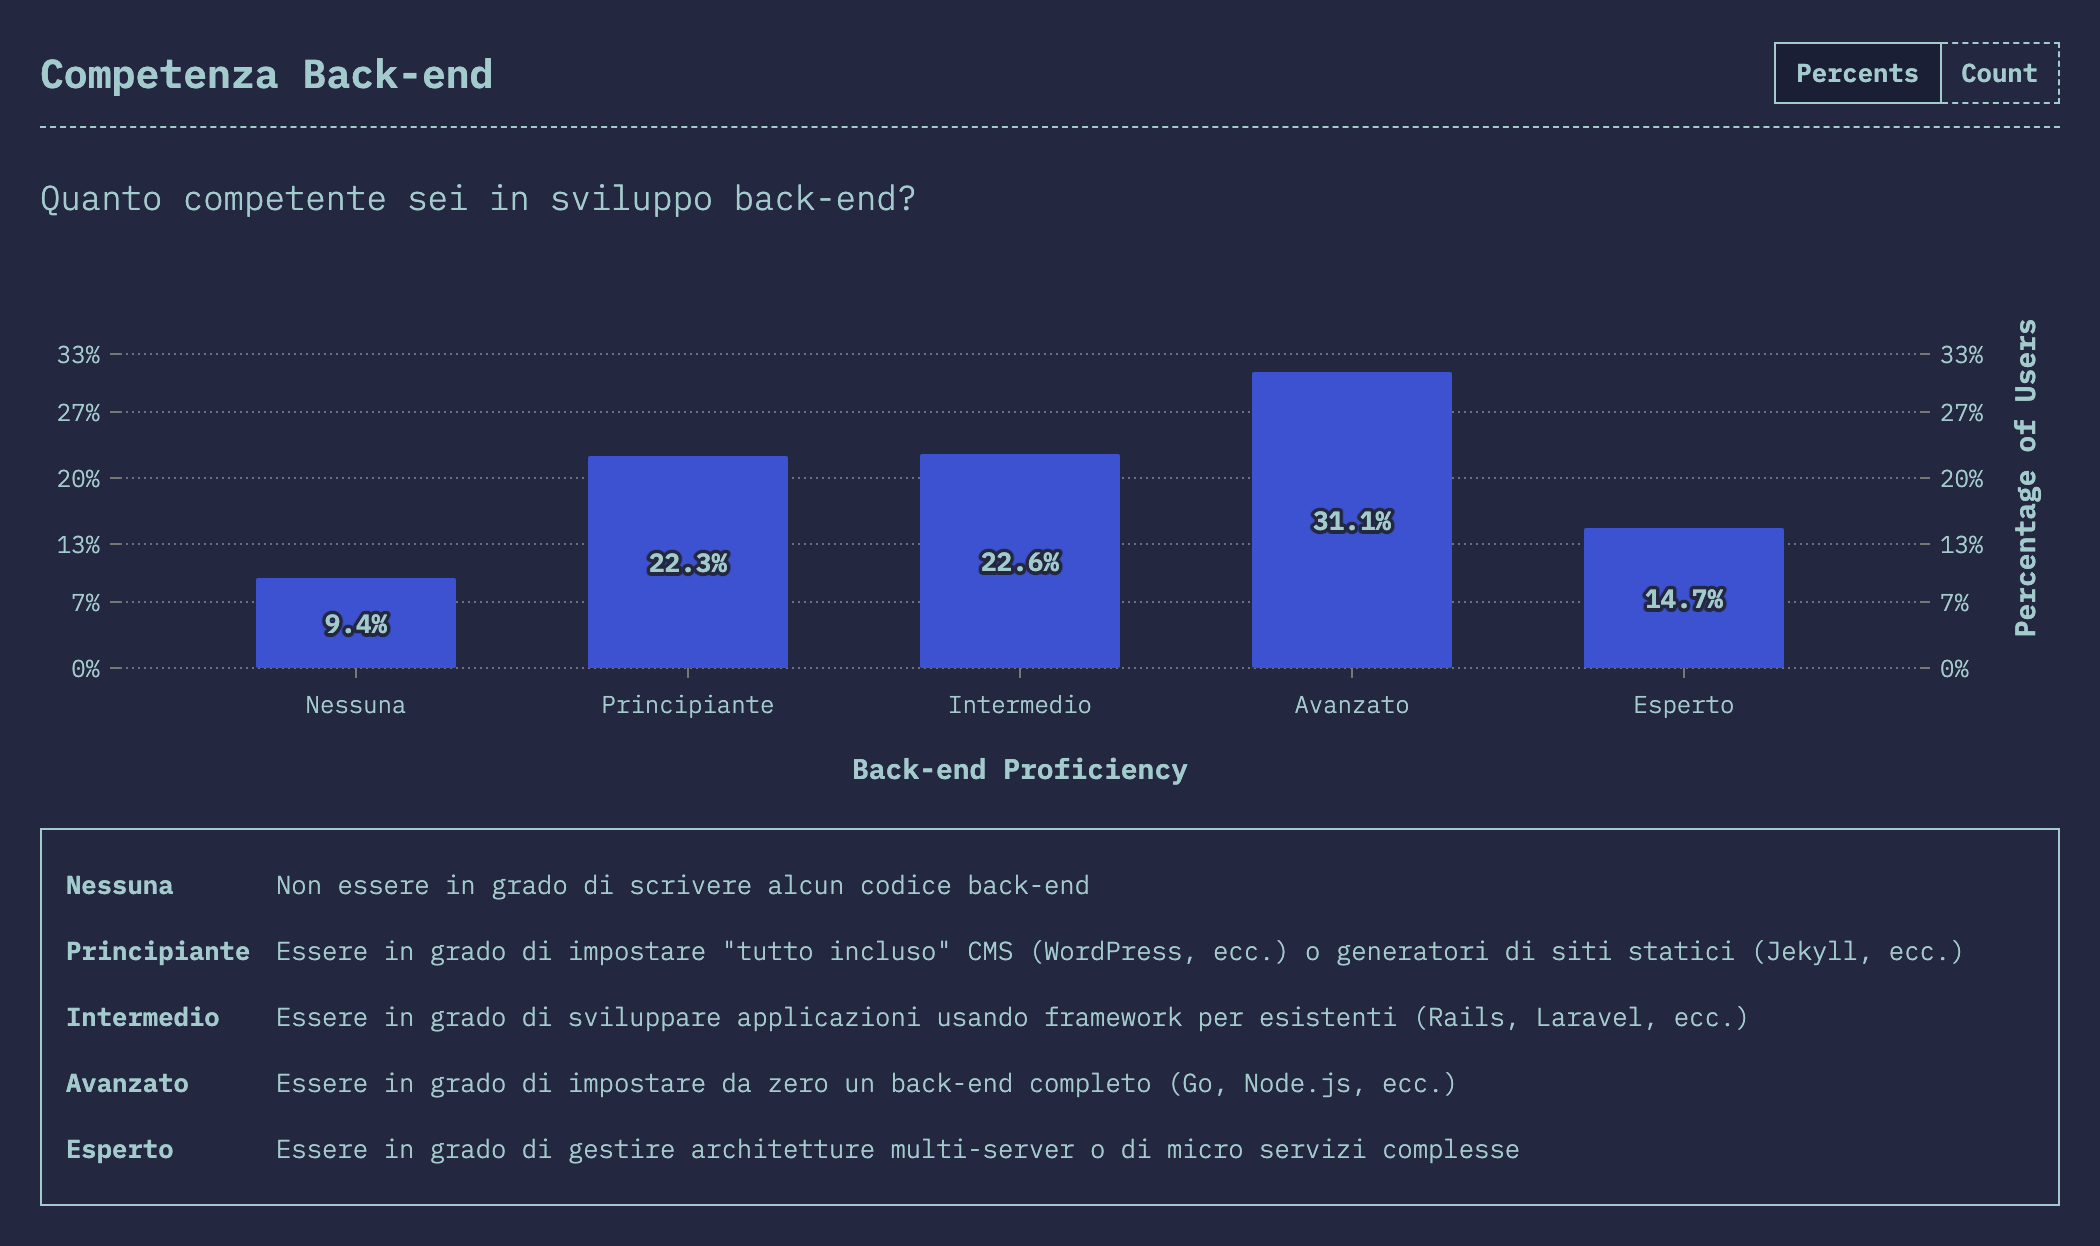 Competenza Back-end
Percents Count
Quanto competente sei in sviluppo back-end?
33% 33%
27% 27%
20% 20%
13% 13%
7% 7%
0% 0%
Percentage of Users
9.4% 22.3% 22.6% 31.1% 14.7%
Nessuna Principiante Intermedio Avanzato Esperto
Back-end Proficiency
Nessuna Non essere in grado di scrivere alcun codice back-end
Principiante Essere in grado di impostare "tutto incluso" CMS (WordPress, ecc.) o generatori di siti statici (Jekyll, ecc.)
Intermedio Essere in grado di sviluppare applicazioni usando framework per esistenti (Rails, Laravel, ecc.)
Avanzato Essere in grado di impostare da zero un back-end completo (Go, Node.js, ecc.)
Esperto Essere in grado di gestire architetture multi-server o di micro servizi complesse